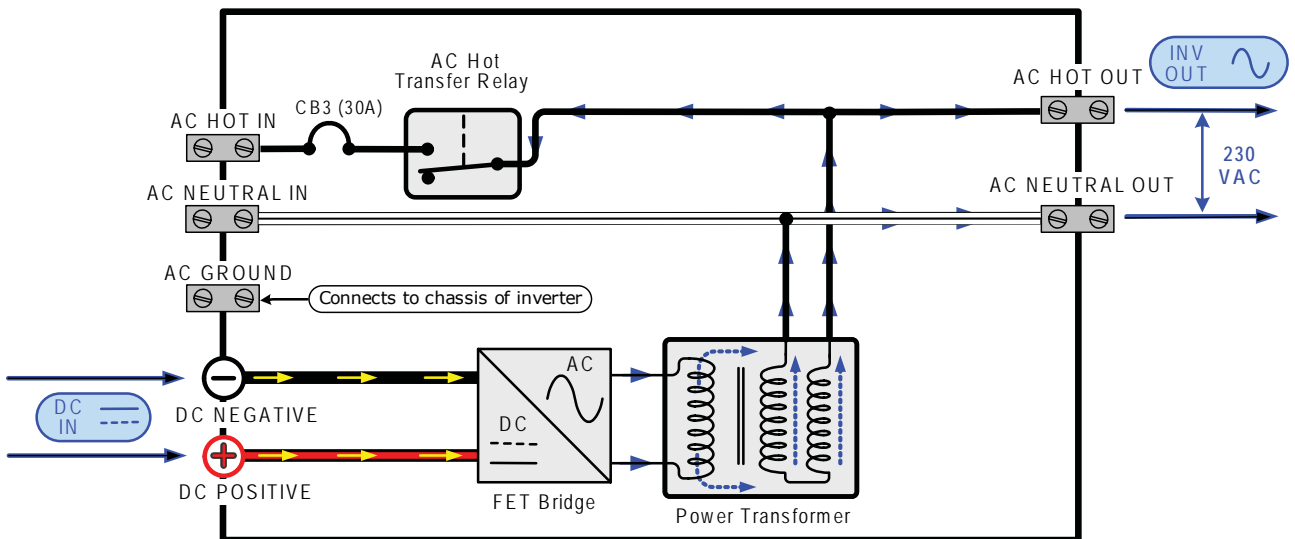 AC Hot
Transfer Relay
INV
OUT
AC HOT OUT
CB3 (30A)
AC HOT IN
230
VAC
AC NEUTRAL IN
AC NEUTRAL OUT
AC GROUND
Connects to chassis of inverter
AC
DC
IN
DC NEGATIVE
DC
DC POSITIVE
FET Bridge
Power Transformer